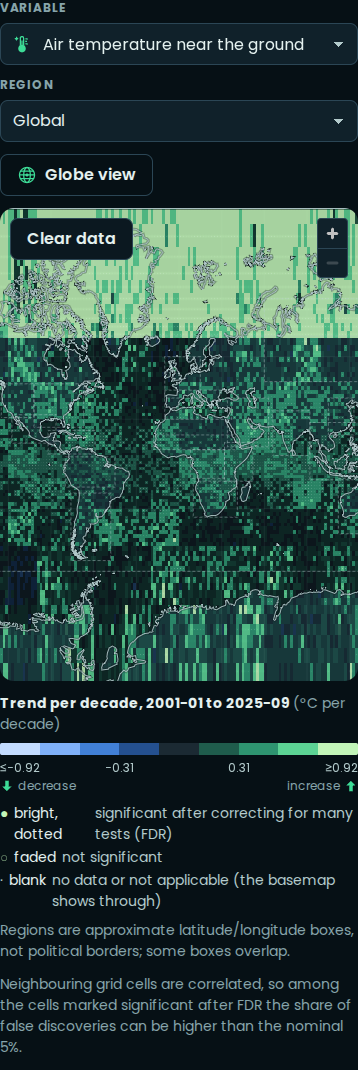 VARIABLE
Air temperature near the ground
REGION
Global
Globe view
Clear data
+
−
Trend per decade, 2001-01 to 2025-09 (°C per
decade)
≤-0.92 -0.31 0.31 ≥0.92
decrease increase
bright, significant after correcting for many
dotted tests (FDR)
faded not significant
blank no data or not applicable (the basemap
shows through)
Regions are approximate latitude/longitude boxes,
not political borders; some boxes overlap.
Neighbouring grid cells are correlated, so among
the cells marked significant after FDR the share of
false discoveries can be higher than the nominal
5%.